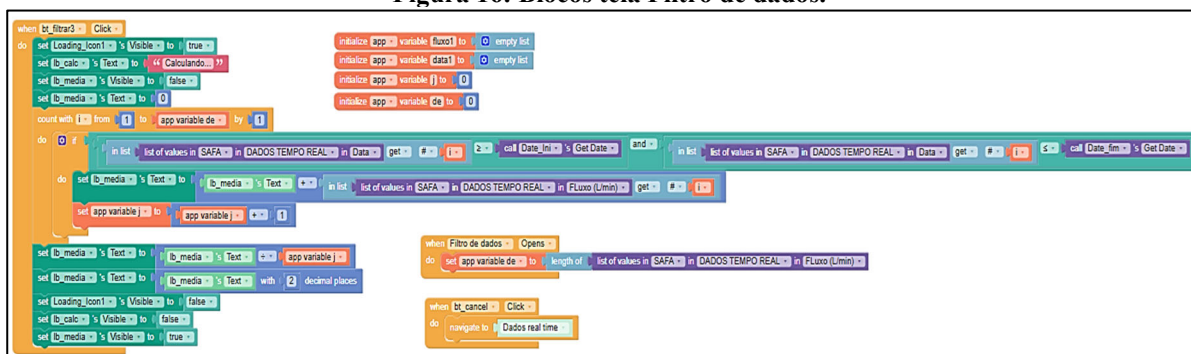 Figura 16: Blocos tela Filtro de dados.
when bt_filtrar3 Click
do set Loading_Icon1 's Visible to true
set lb_calc 's Text to “ Calculando... ”
set lb_media 's Visible to false
set lb_media 's Text to 0
count with i from 1 to app variable de by 1
do if in list list of values in SAFA in DADOS TEMPO REAL in Data get # i ≥ call Date_Ini 's Get Date and in list list of values in SAFA in DADOS TEMPO REAL in Data get # i ≤ call Date_fim 's Get Date
do set lb_media 's Text to lb_media 's Text + in list list of values in SAFA in DADOS TEMPO REAL in FLuxo (L/min) get # i
set app variable j to app variable j + 1
set lb_media 's Text to lb_media 's Text ÷ app variable j
set lb_media 's Text to lb_media 's Text with 2 decimal places
set Loading_Icon1 's Visible to false
set lb_calc 's Visible to false
set lb_media 's Visible to true
initialize app variable fluxo1 to empty list
initialize app variable data1 to empty list
initialize app variable j to 0
initialize app variable de to 0
when Filtro de dados Opens
do set app variable de to length of list of values in SAFA in DADOS TEMPO REAL in FLuxo (L/min)
when bt_cancel Click
do navigate to Dados real time